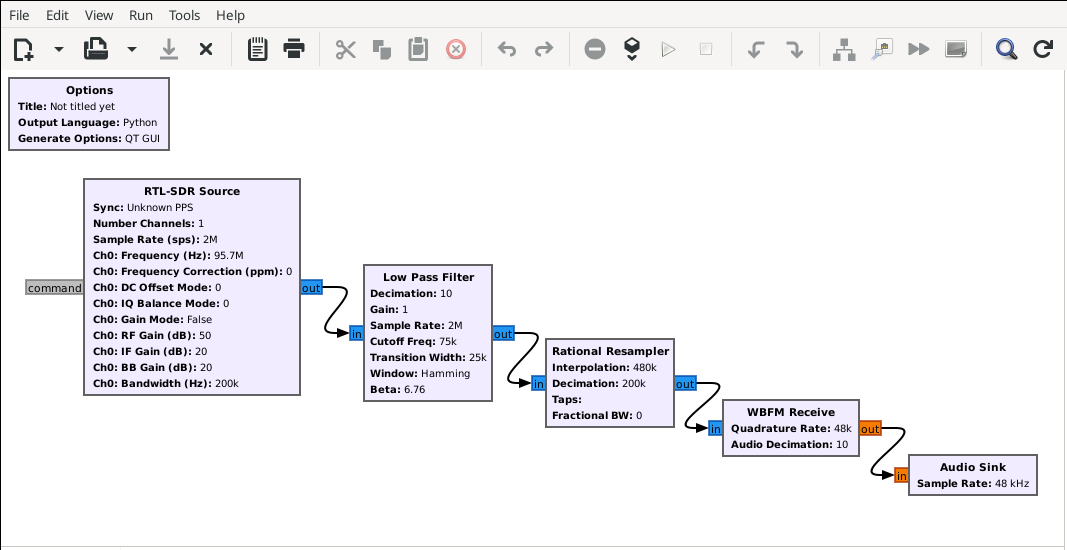 File Edit View Run Tools Help
Options
Title: Not titled yet
Output Language: Python
Generate Options: QT GUI
RTL-SDR Source
Sync: Unknown PPS
Number Channels: 1
Sample Rate (sps): 2M
Ch0: Frequency (Hz): 95.7M
Ch0: Frequency Correction (ppm): 0
Ch0: DC Offset Mode: 0
Ch0: IQ Balance Mode: 0
Ch0: Gain Mode: False
Ch0: RF Gain (dB): 50
Ch0: IF Gain (dB): 20
Ch0: BB Gain (dB): 20
Ch0: Bandwidth (Hz): 200k
command
out
in
Low Pass Filter
Decimation: 10
Gain: 1
Sample Rate: 2M
Cutoff Freq: 75k
Transition Width: 25k
Window: Hamming
Beta: 6.76
out
in
Rational Resampler
Interpolation: 480k
Decimation: 200k
Taps:
Fractional BW: 0
out
in
WBFM Receive
Quadrature Rate: 48k
Audio Decimation: 10
out
in
Audio Sink
Sample Rate: 48 kHz